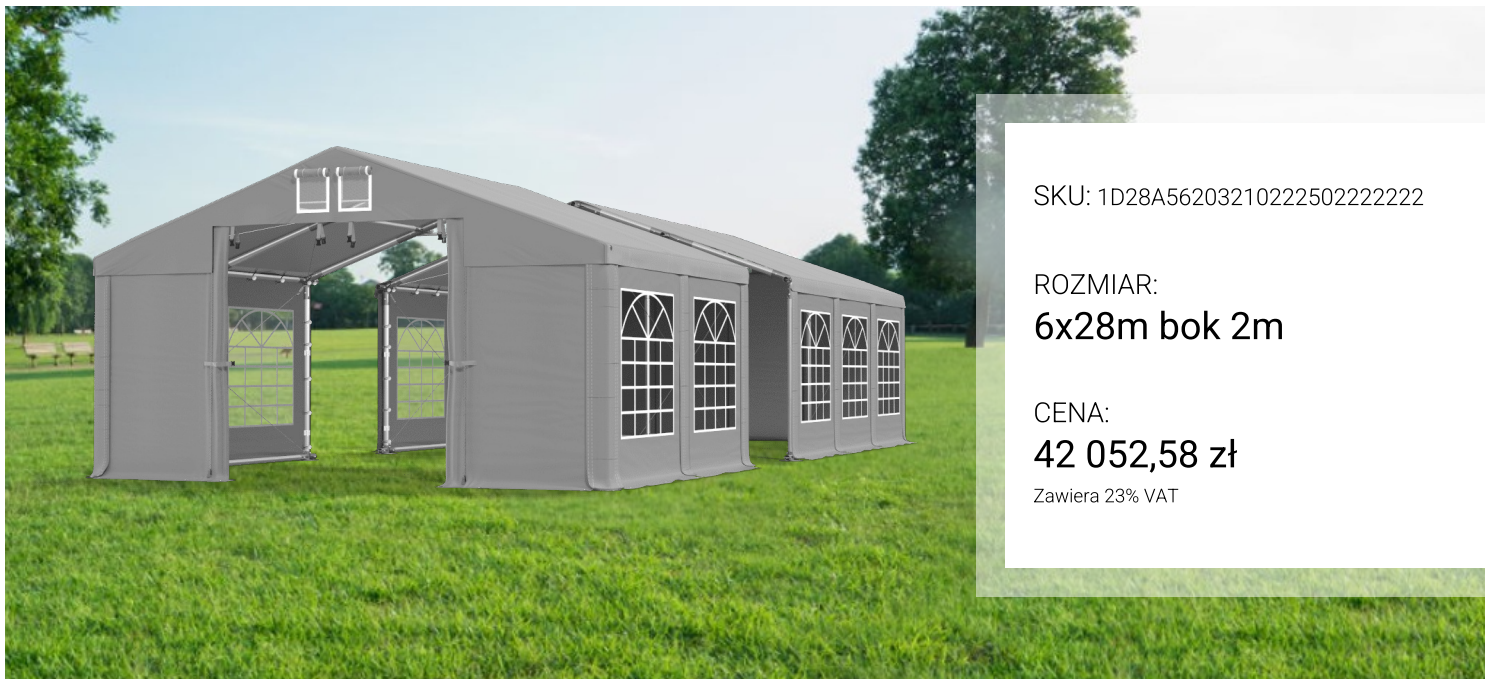 SKU: 1D28A56203210222502222222
ROZMIAR:
6x28m bok 2m
CENA:
42 052,58 zł
Zawiera 23% VAT